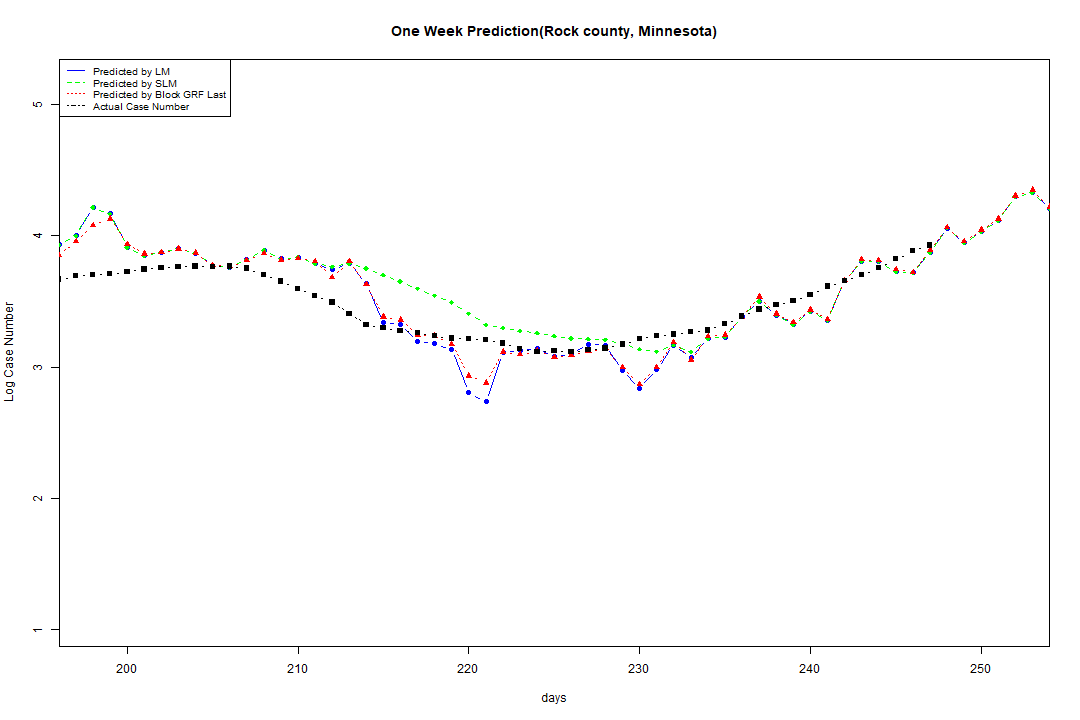 One Week Prediction(Rock county, Minnesota)
Predicted by LM
Predicted by SLM
Predicted by Block GRF Last
Actual Case Number
5
4
3
2
1
Log Case Number
200 210 220 230 240 250
days